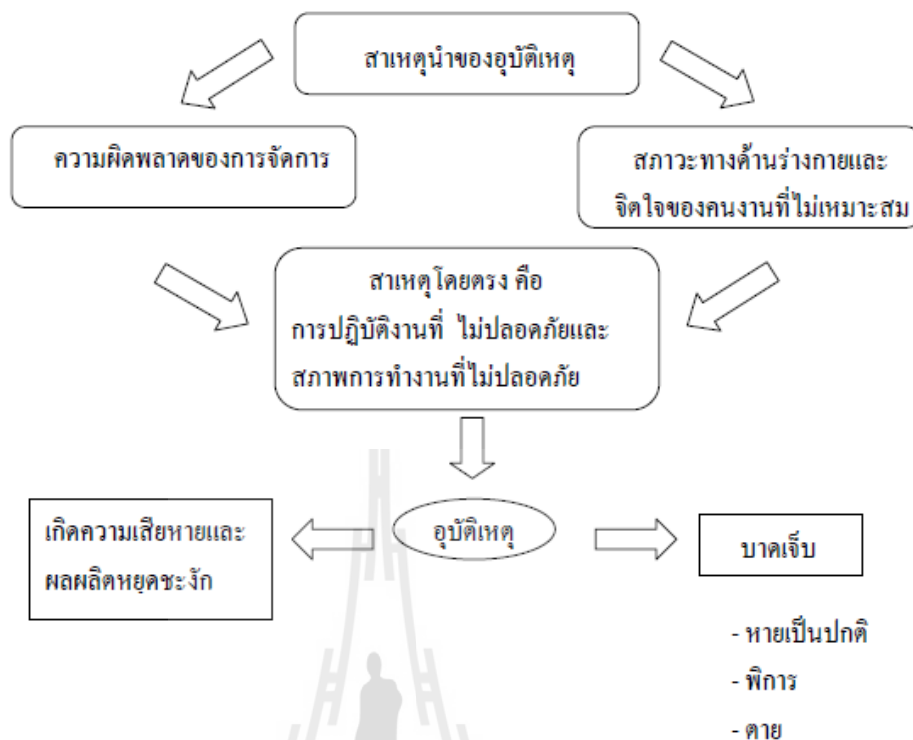 สาเหตุนำของอุบัติเหตุ
ความผิดพลาดของการจัดการ
สภาวะทางด้านร่างกายและ
จิตใจของคนงานที่ไม่เหมาะสม
สาเหตุโดยตรง คือ
การปฏิบัติงานที่ ไม่ปลอดภัยและ
สภาพการทำงานที่ไม่ปลอดภัย
อุบัติเหตุ
เกิดความเสียหายและ
ผลผลิตหยุดชะงัก
บาดเจ็บ
- หายเป็นปกติ
- พิการ
- ตาย